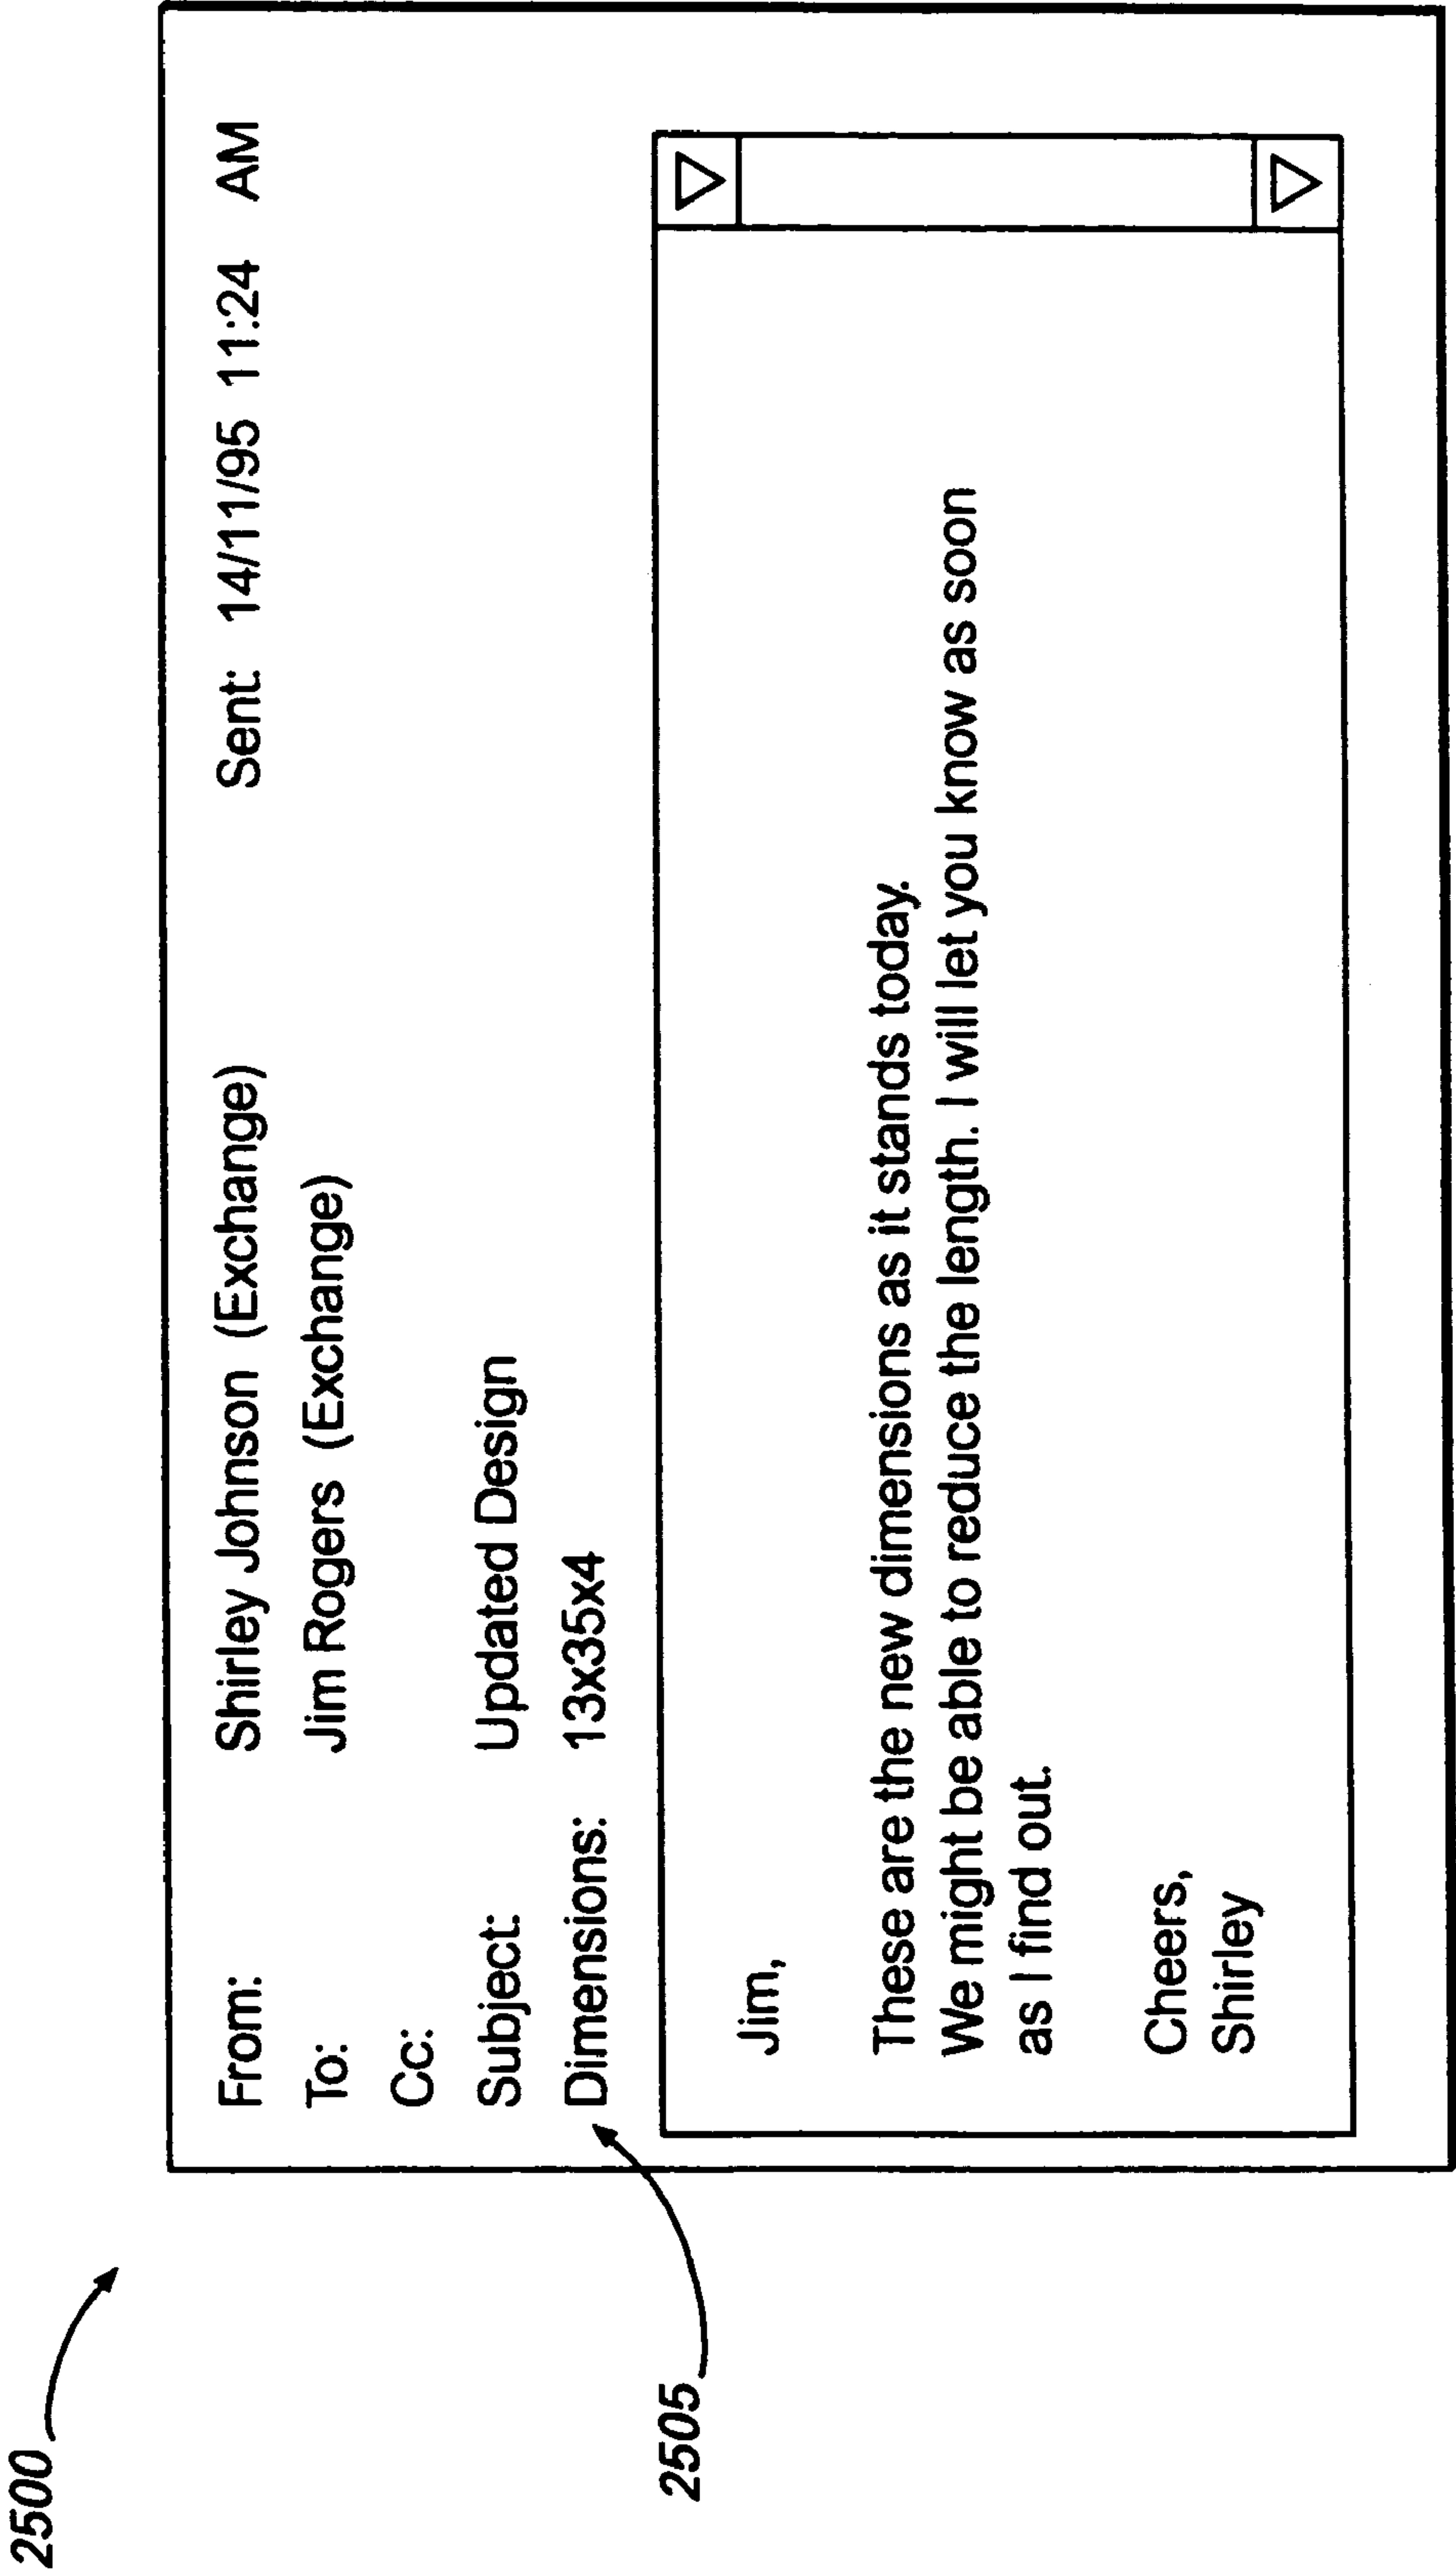 2500
From: Shirley Johnson (Exchange) Sent: 14/11/95 11:24 AM
To: Jim Rogers (Exchange)
Cc:
Subject: Updated Design
Dimensions: 13x35x4
2505
Jim,
These are the new dimensions as it stands today.
We might be able to reduce the length. I will let you know as soon
as I find out.
Cheers,
Shirley